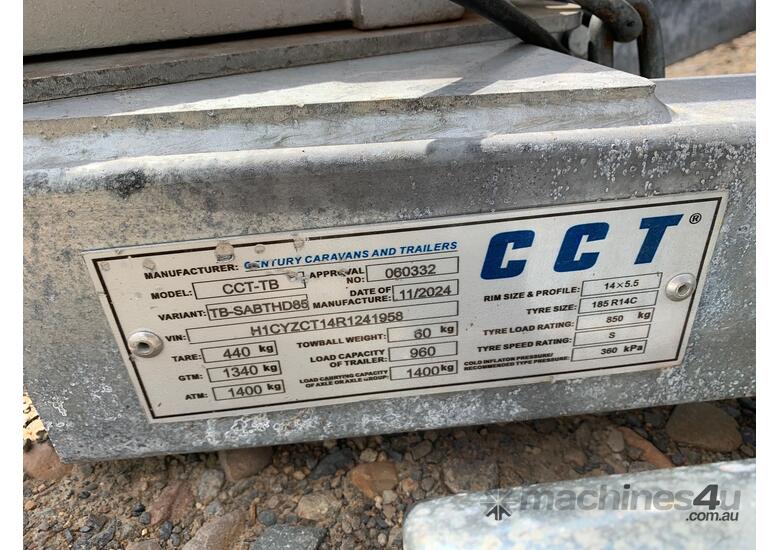 CCT®
MANUFACTURER: CENTURY CARAVANS AND TRAILERS
MODEL: CCT-TB APPROVAL NO: 060332
VARIANT: TB-SABTHD85 DATE OF MANUFACTURE: 11/2024
VIN: H1CYZCT14R1241958
TARE: 440 kg TOWBALL WEIGHT: 60 kg
GTM: 1340 kg LOAD CAPACITY OF TRAILER: 960
ATM: 1400 kg LOAD CARRYING CAPACITY OF AXLE OR AXLE GROUP: 1400 kg
RIM SIZE & PROFILE: 14×5.5
TYRE SIZE: 185 R14C
TYRE LOAD RATING: 850 kg
TYRE SPEED RATING: S
COLD INFLATION PRESSURE/ RECOMMENDED TYPE PRESSURE: 360 kPa
machines4u
.com.au